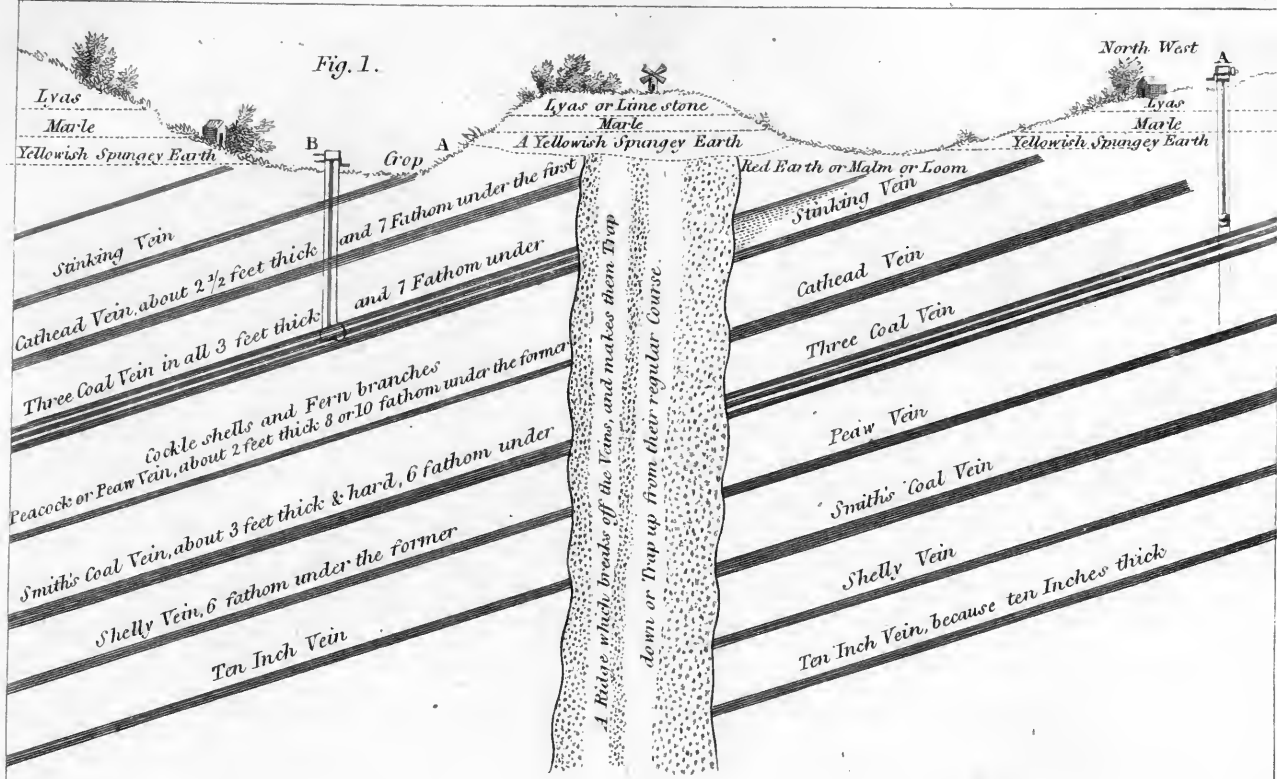 Fig. 1.
North West
A
Lyas
Marle
Yellowish Spungey Earth
B
Crop
A
Lyas or Lime stone
Marle
A Yellowish Spungey Earth
Lyas
Marle
Yellowish Spungey Earth
Red Earth or Malm or Loom
Stinking Vein
Cathead Vein, about 2 1/2 feet thick and 7 Fathom under the first
Three Coal Vein in all 3 feet thick and 7 Fathom under
Cockle shells and Fern branches
Peacock or Peaw Vein, about 2 feet thick 8 or 10 fathom under the former
Smith's Coal Vein, about 3 feet thick & hard, 6 fathom under
Shelly Vein, 6 fathom under the former
Ten Inch Vein
A Ridge which breaks off the Vans, and makes them Trap
down or Trap up from their regular Course.
Stinking Vein
Cathead Vein
Three Coal Vein
Peaw Vein
Smith's Coal Vein
Shelly Vein
Ten Inch Vein, because ten Inches thick